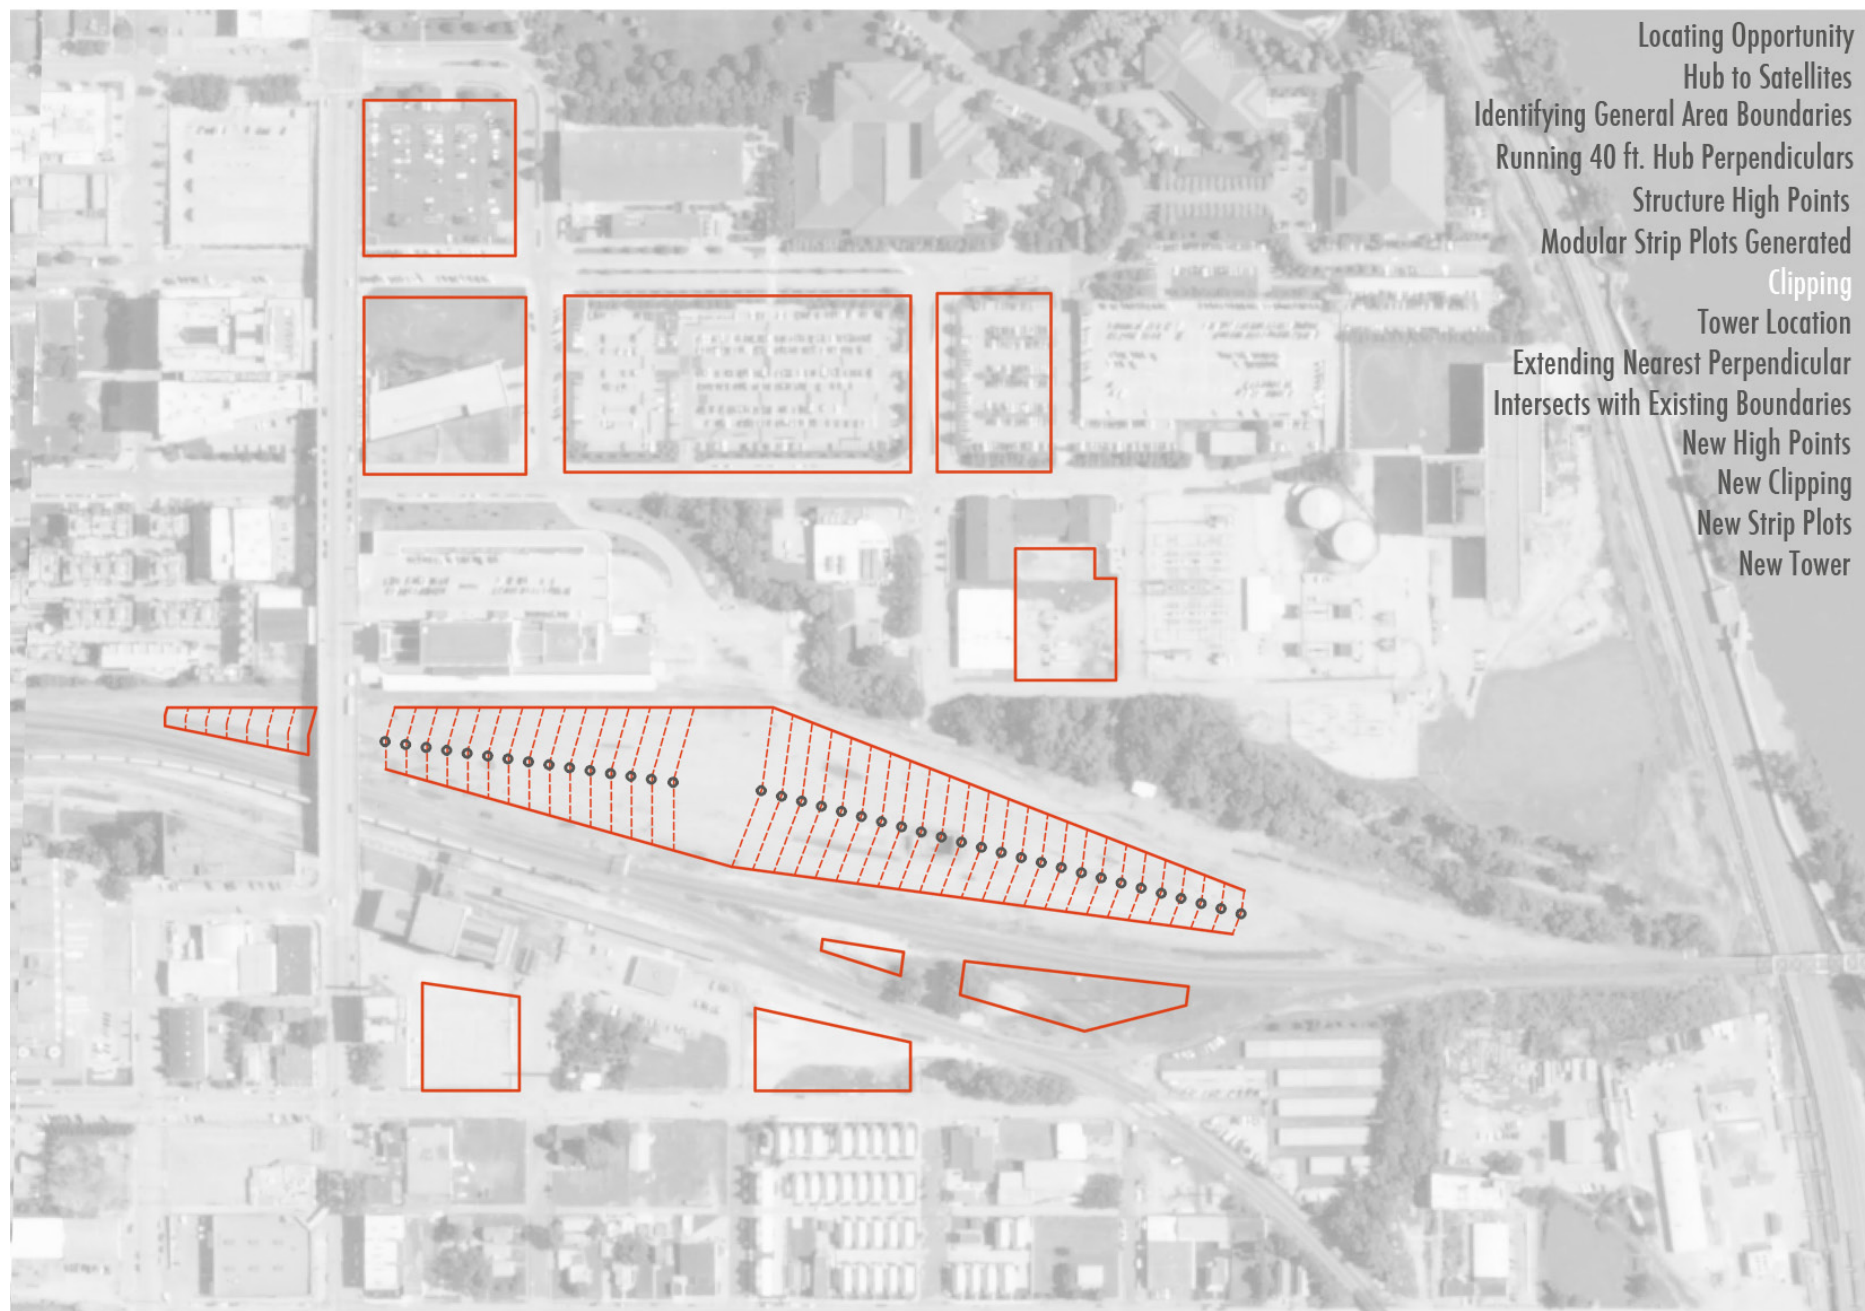 Locating Opportunity
Hub to Satellites
Identifying General Area Boundaries
Running 40 ft. Hub Perpendiculars
Structure High Points
Modular Strip Plots Generated
Clipping
Tower Location
Extending Nearest Perpendicular
Intersects with Existing Boundaries
New High Points
New Clipping
New Strip Plots
New Tower